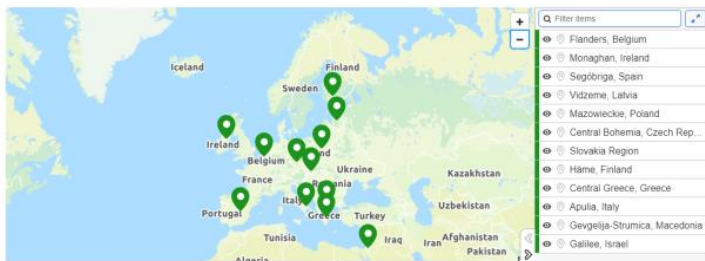 Iceland
Finland
Sweden
Ireland
Belgium
Ukraine
France
Kazakhstan
Italy
Portugal
Greece
Turkey
Uzbekistan
Tunisia
Iraq
Iran
Afghanistan
Pakistan
Algeria
+
−
Filter items
Flanders, Belgium
Monaghan, Ireland
Segóbriga, Spain
Vidzeme, Latvia
Mazowieckie, Poland
Central Bohemia, Czech Rep...
Slovakia Region
Häme, Finland
Central Greece, Greece
Apulia, Italy
Gevgelija-Strumica, Macedonia
Galilee, Israel